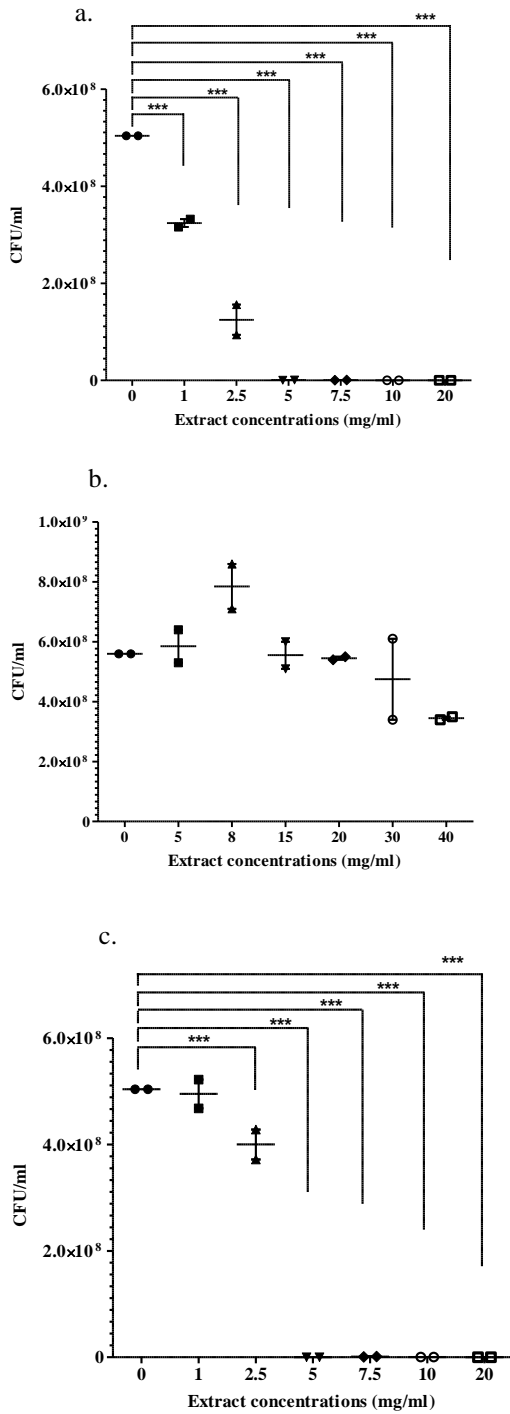 a.
***
***
***
***
***
***
6.0×10⁸
4.0×10⁸
2.0×10⁸
0
CFU/ml
0 1 2.5 5 7.5 10 20
Extract concentrations (mg/ml)
b.
1.0×10⁹
8.0×10⁸
6.0×10⁸
4.0×10⁸
2.0×10⁸
0
CFU/ml
0 5 8 15 20 30 40
Extract concentrations (mg/ml)
c.
***
***
***
***
***
6.0×10⁸
4.0×10⁸
2.0×10⁸
0
CFU/ml
0 1 2.5 5 7.5 10 20
Extract concentrations (mg/ml)